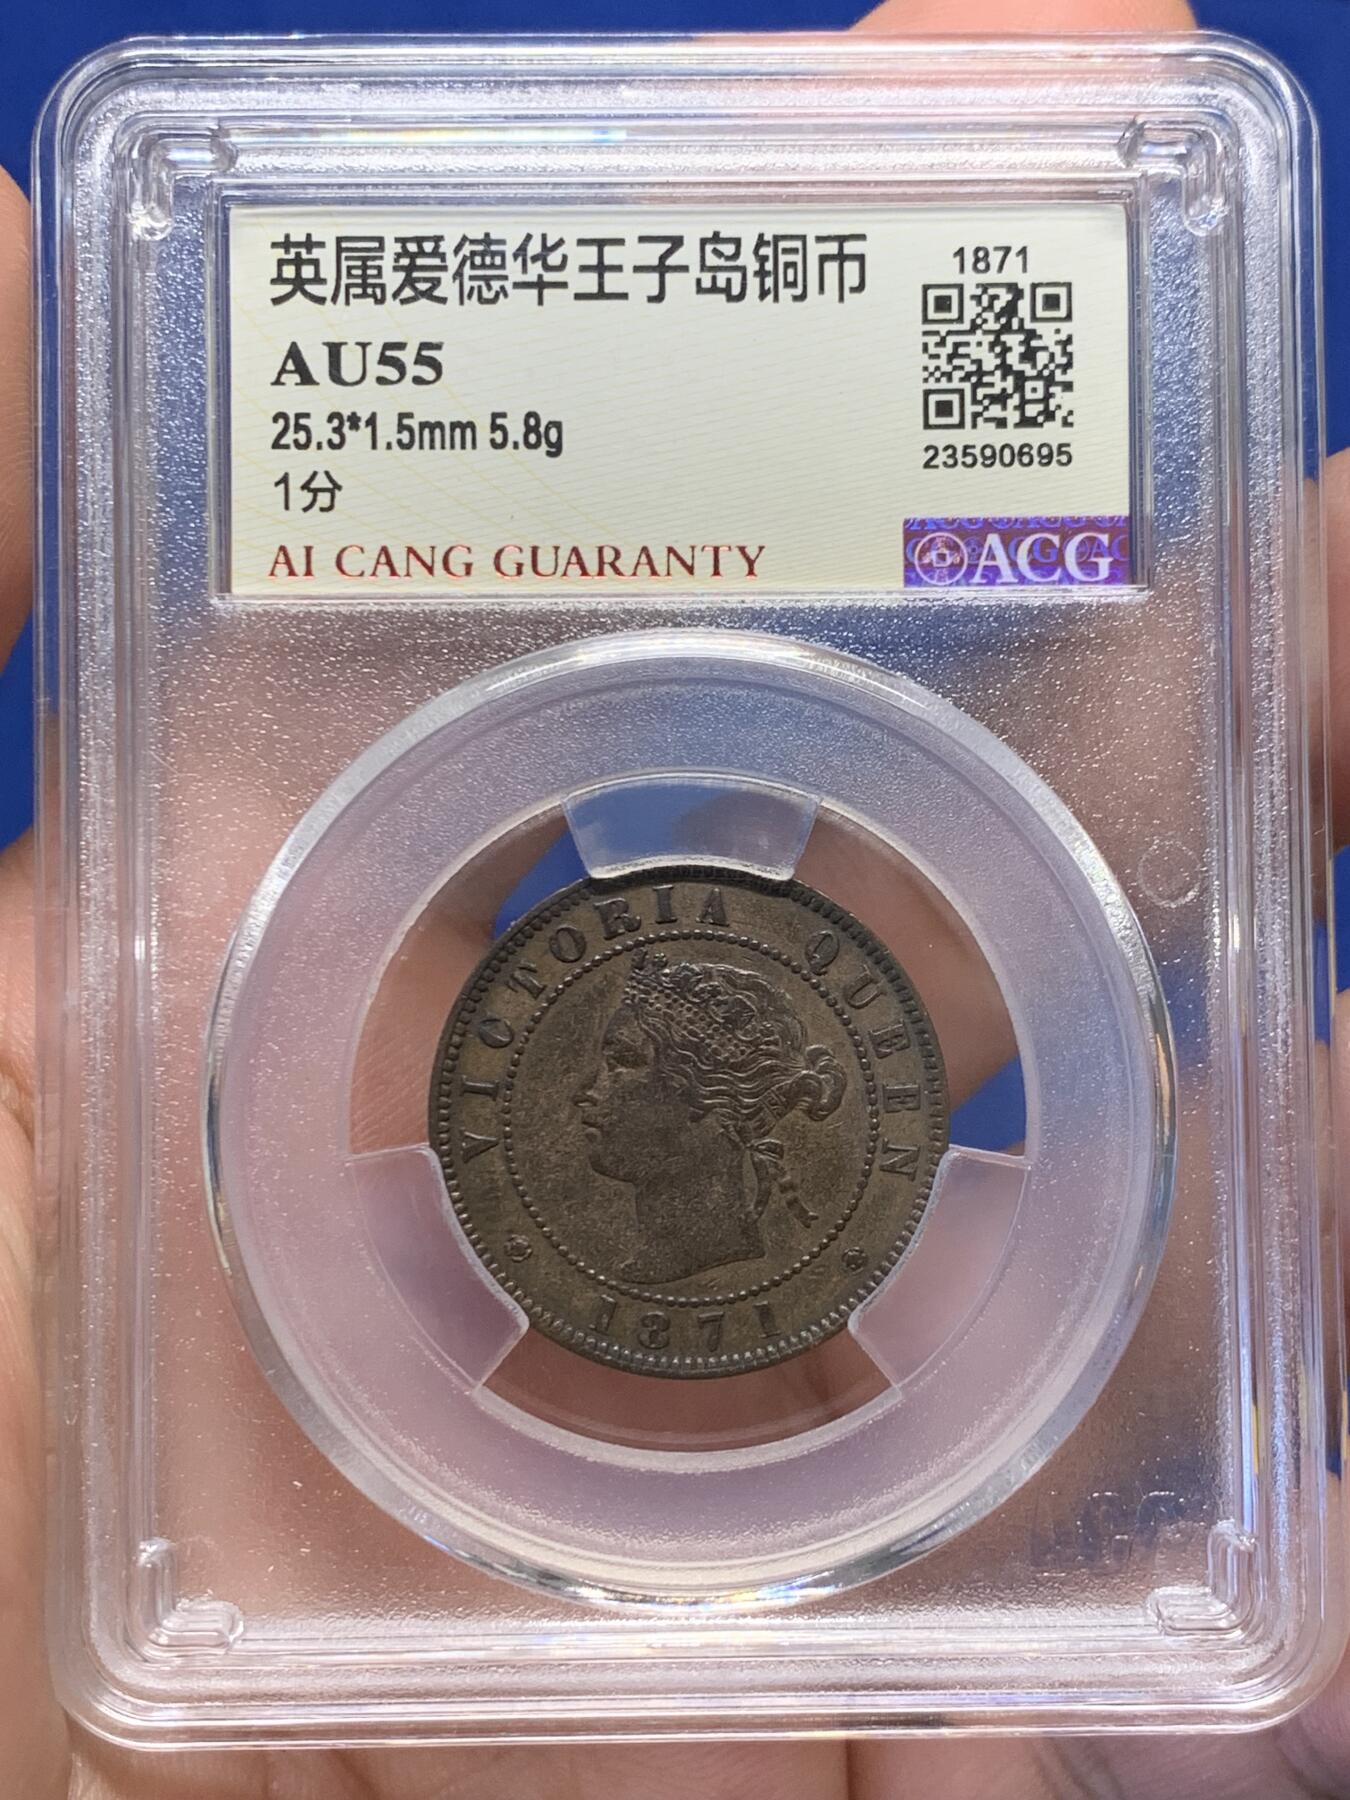 英属爱德华王子岛铜币
1871
AU55
25.3*1.5mm 5.8g
1分
23590695
AI CANG GUARANTY
ACG
VICTORIA QUEEN
1871